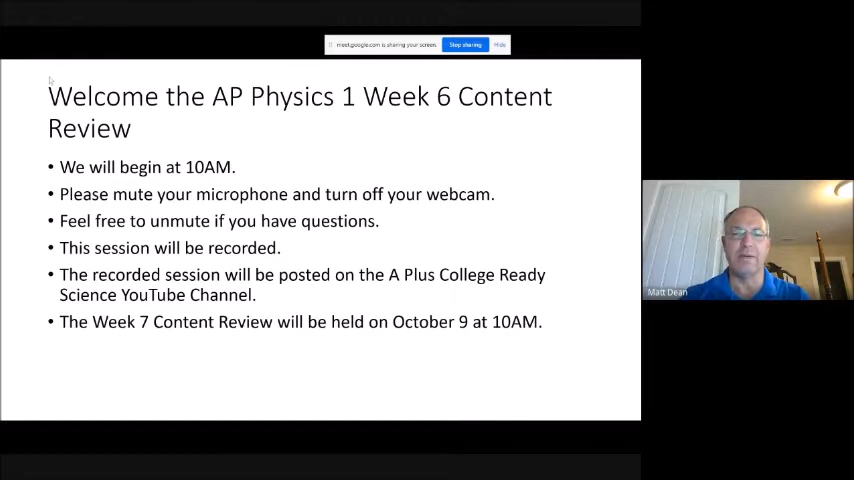 meet.google.com is sharing your screen. Stop sharing Hide
Welcome the AP Physics 1 Week 6 Content
Review
• We will begin at 10AM.
• Please mute your microphone and turn off your webcam.
• Feel free to unmute if you have questions.
• This session will be recorded.
• The recorded session will be posted on the A Plus College Ready
Science YouTube Channel.
• The Week 7 Content Review will be held on October 9 at 10AM.
Matt Dean